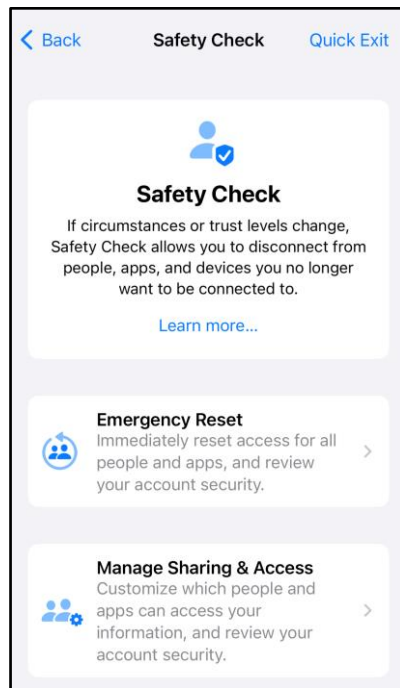 Back Safety Check Quick Exit
Safety Check
If circumstances or trust levels change,
Safety Check allows you to disconnect from
people, apps, and devices you no longer
want to be connected to.
Learn more...
Emergency Reset
Immediately reset access for all
people and apps, and review
your account security.
Manage Sharing & Access
Customize which people and
apps can access your
information, and review your
account security.